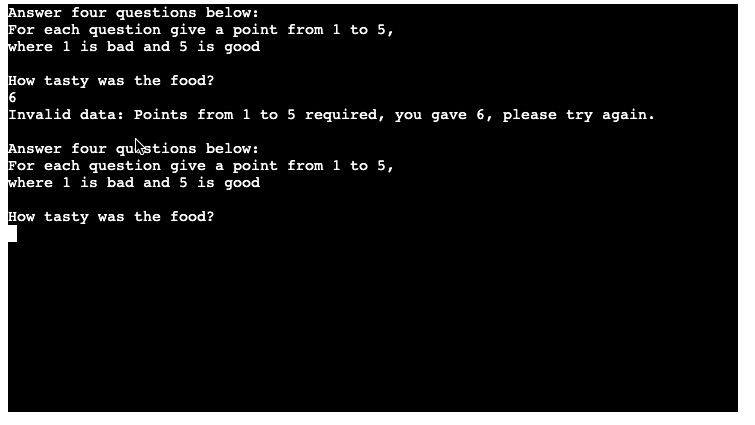 Answer four questions below:
For each question give a point from 1 to 5,
where 1 is bad and 5 is good
How tasty was the food?
6
Invalid data: Points from 1 to 5 required, you gave 6, please try again.
Answer four questions below:
For each question give a point from 1 to 5,
where 1 is bad and 5 is good
How tasty was the food?